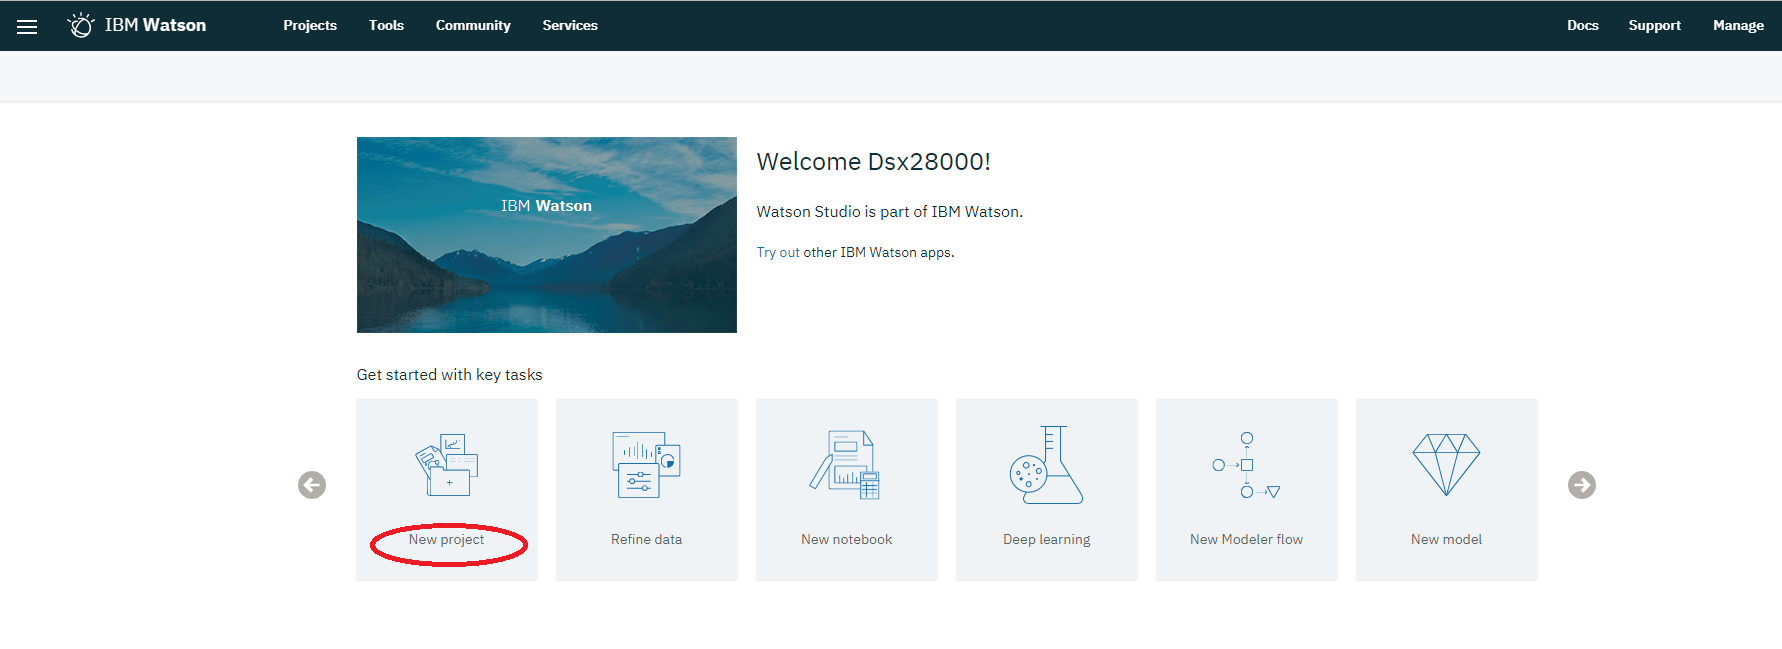 IBM Watson Projects Tools Community Services Docs Support Manage
IBM Watson
Welcome Dsx28000!
Watson Studio is part of IBM Watson.
Try out other IBM Watson apps.
Get started with key tasks
New project
Refine data
New notebook
Deep learning
New Modeler flow
New model